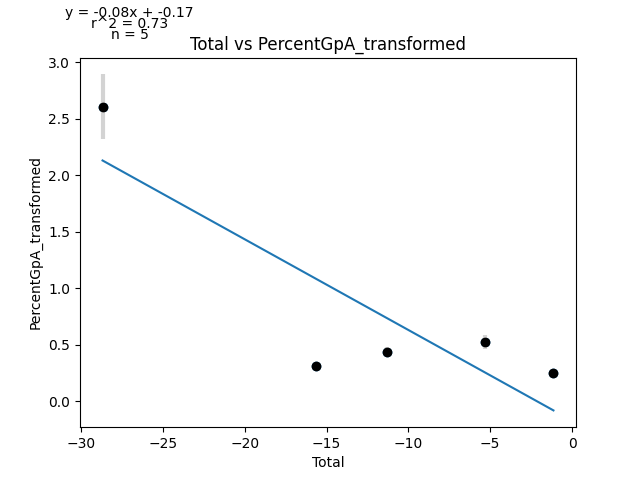 y = -0.08x + -0.17
r^2 = 0.73
n = 5
Total vs PercentGpA_transformed
3.0
2.5
2.0
1.5
1.0
0.5
0.0
PercentGpA_transformed
−30 −25 −20 −15 −10 −5 0
Total